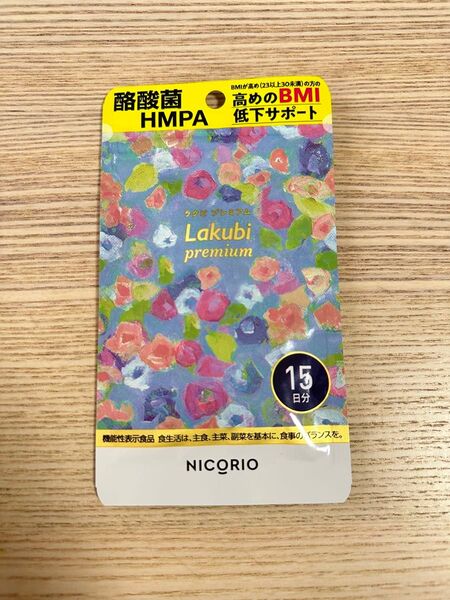 酪酸菌
HMPA
BMIが高め(23以上30未満)の方の
高めのBMI
低下サポート
ラクビ プレミアム
Lakubi
premium
15
日分
機能性表示食品 食生活は、主食、主菜、副菜を基本に、食事のバランスを。
NICORIO